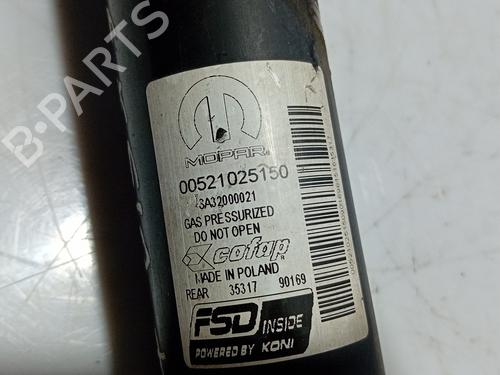 B-PARTS
MOPAR
00521025150
SA32000021
GAS PRESSURIZED
DO NOT OPEN
cofap
MADE IN POLAND
REAR 35317 90169
FSD INSIDE
POWERED BY KONI